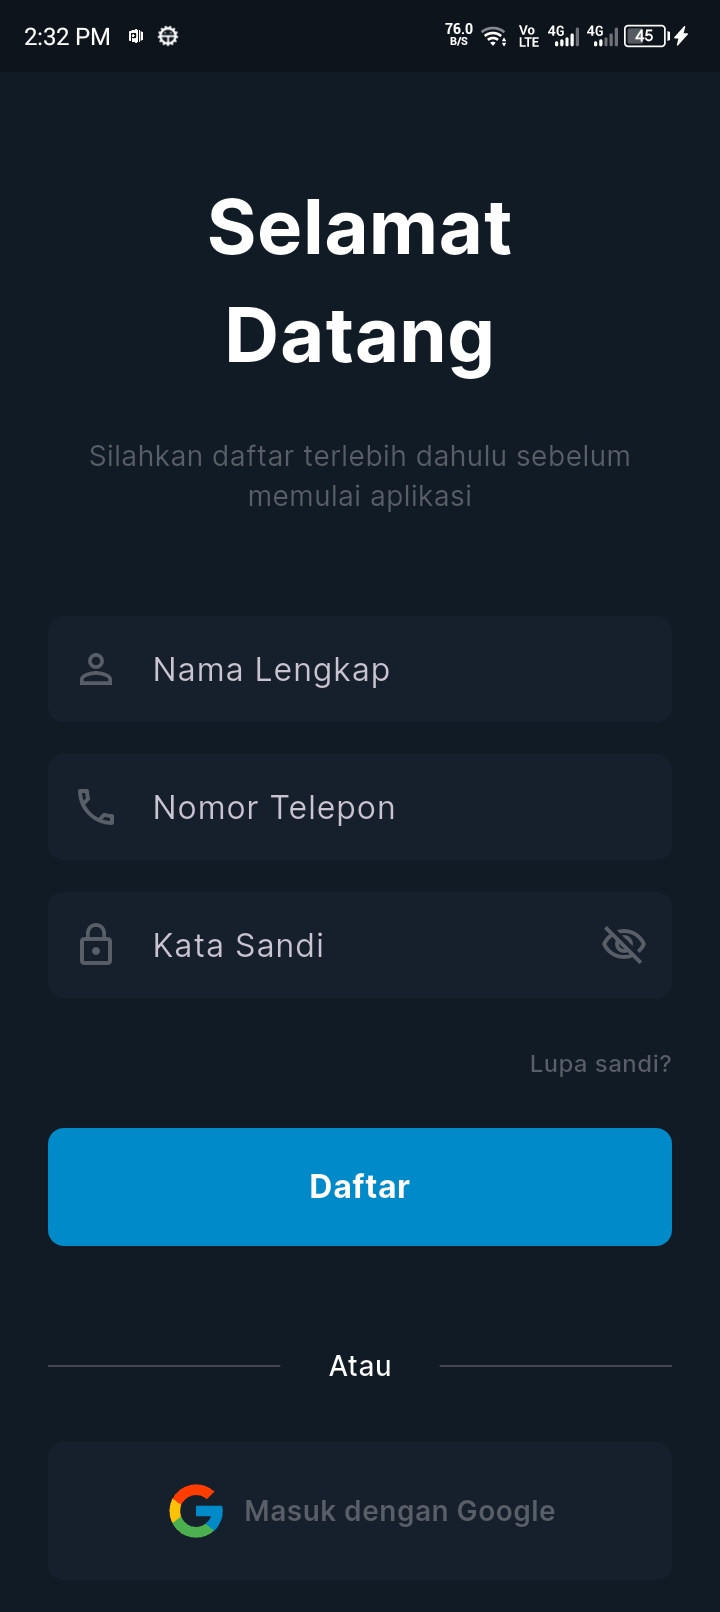 2:32 PM
76.0
B/S
Vo
LTE
4G
4G
45
Selamat
Datang
Silahkan daftar terlebih dahulu sebelum
memulai aplikasi
Nama Lengkap
Nomor Telepon
Kata Sandi
Lupa sandi?
Daftar
Atau
Masuk dengan Google